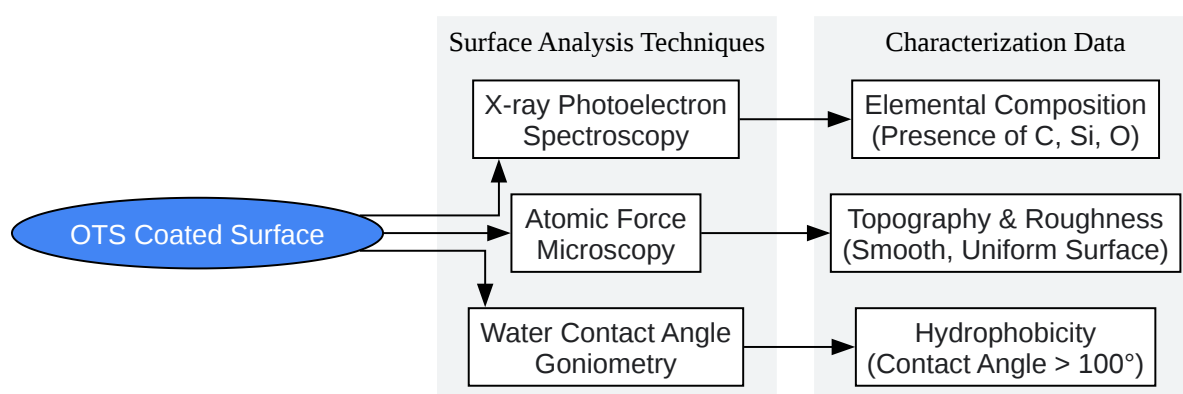 Surface Analysis Techniques
Characterization Data
X-ray Photoelectron
Spectroscopy
Elemental Composition
(Presence of C, Si, O)
OTS Coated Surface
Atomic Force
Microscopy
Topography & Roughness
(Smooth, Uniform Surface)
Water Contact Angle
Goniometry
Hydrophobicity
(Contact Angle > 100°)